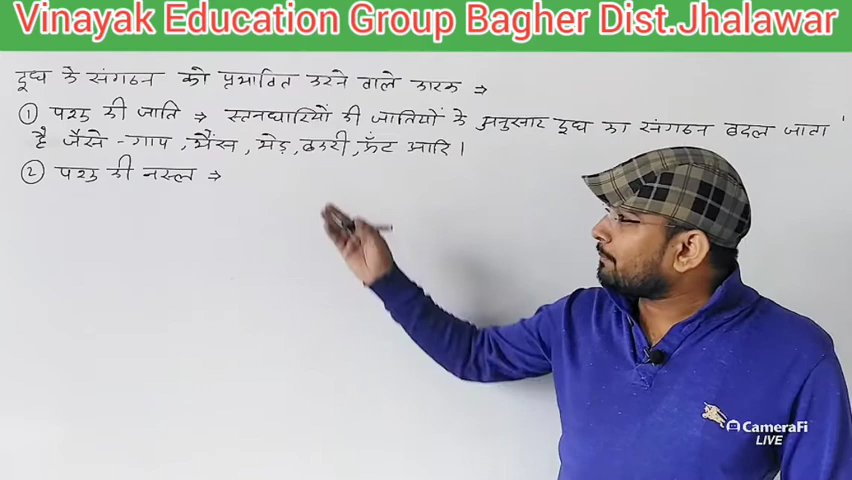 Vinayak Education Group Bagher Dist.Jhalawar
दूध के संगठन को प्रभावित करने वाले कारक ⇒
① पशु की जाति ⇒ स्तनधारियों की जातियों के अनुसार दूध का संगठन बदल जाता
है जैसे - गाय, भैंस, भेड़, बकरी, ऊँट आदि।
② पशु की नस्ल ⇒
CameraFi
LIVE